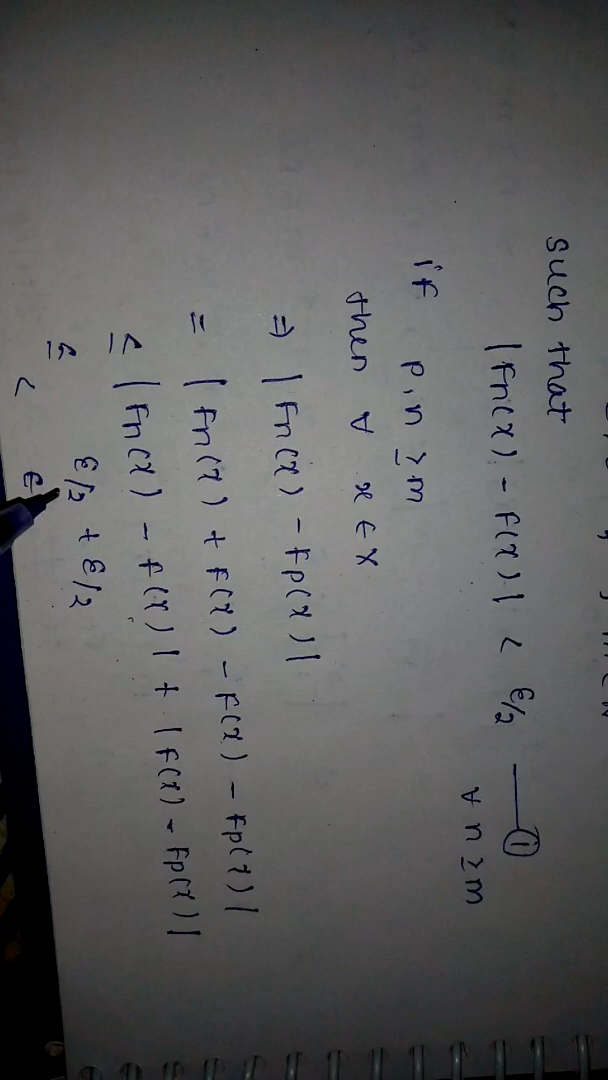 such that
|fn(x) - f(x)| < ε/2 — ①
∀ n ≥ m
if p, n ≥ m
then ∀ x ∈ X
⇒ |fn(x) - fp(x)|
= |fn(x) + f(x) - f(x) - fp(x)|
≤ |fn(x) - f(x)| + |f(x) - fp(x)|
≤ ε/2 + ε/2
< ε